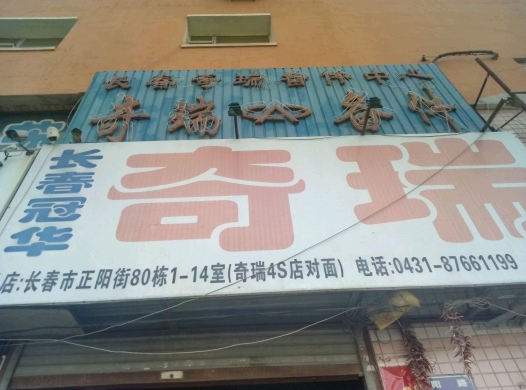 长春奇瑞备件中心
奇瑞 备件
长春冠华
奇瑞
店:长春市正阳街80栋1-14室(奇瑞4S店对面) 电话:0431-87661199
阳